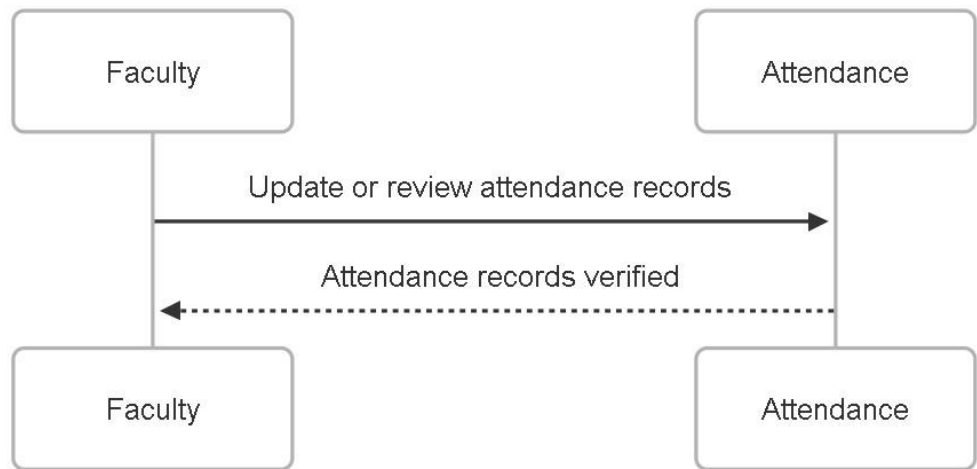 Faculty
Attendance
Update or review attendance records
Attendance records verified
Faculty
Attendance